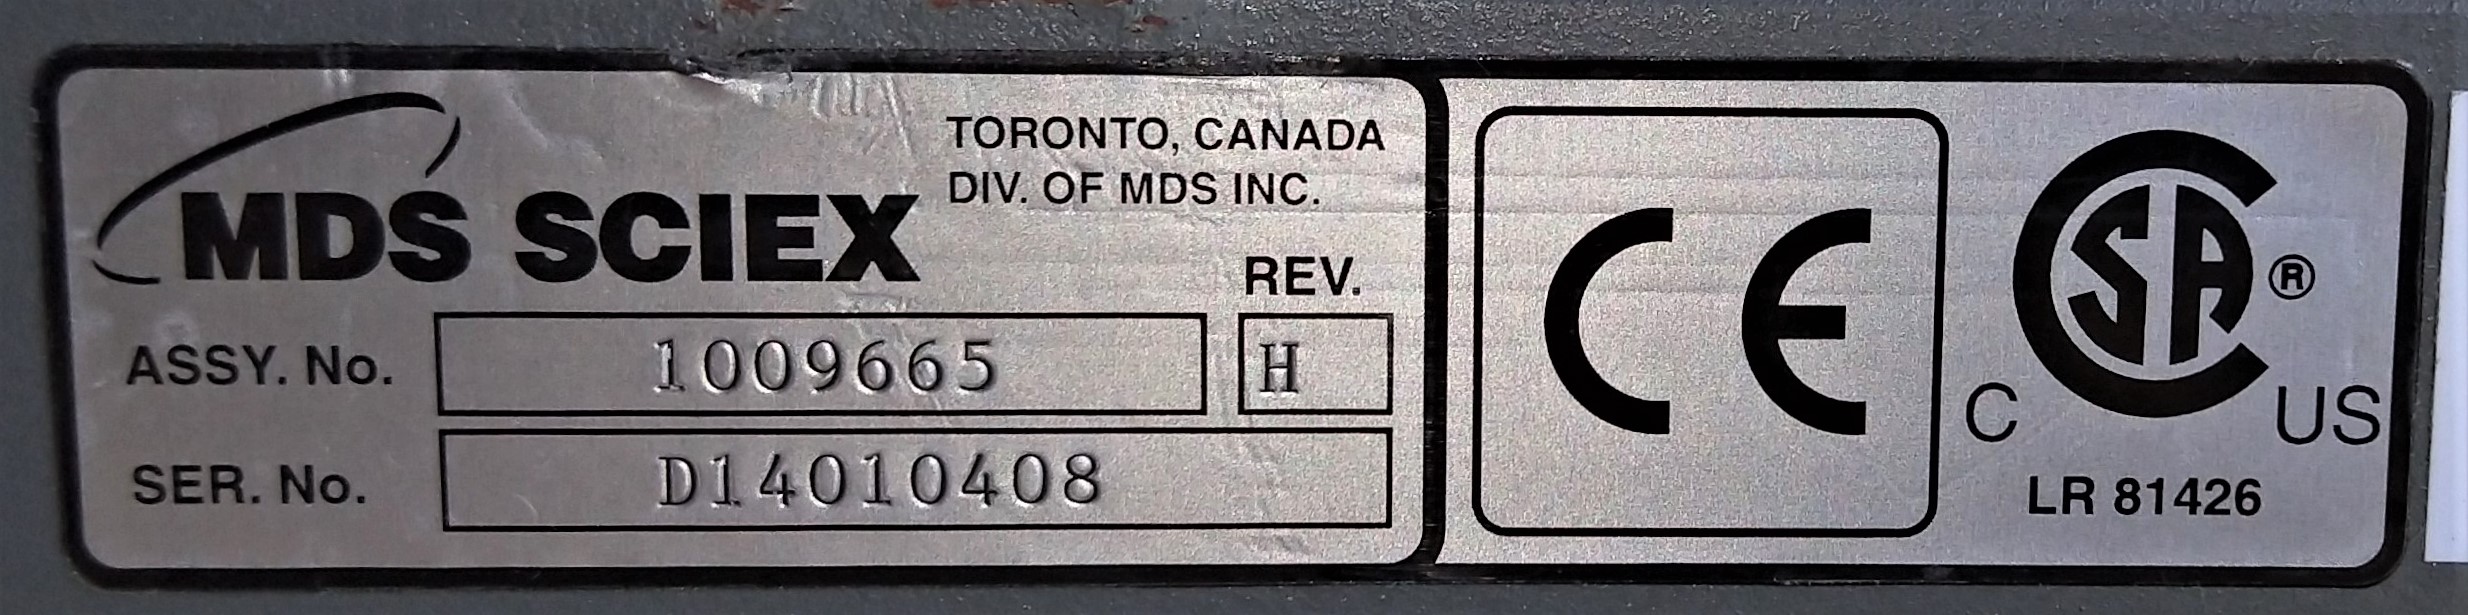 TORONTO, CANADA
DIV. OF MDS INC.
MDS SCIEX
REV.
ASSY. No. 1009665 H
SER. No. D14010408
CE
CSA ®
C US
LR 81426